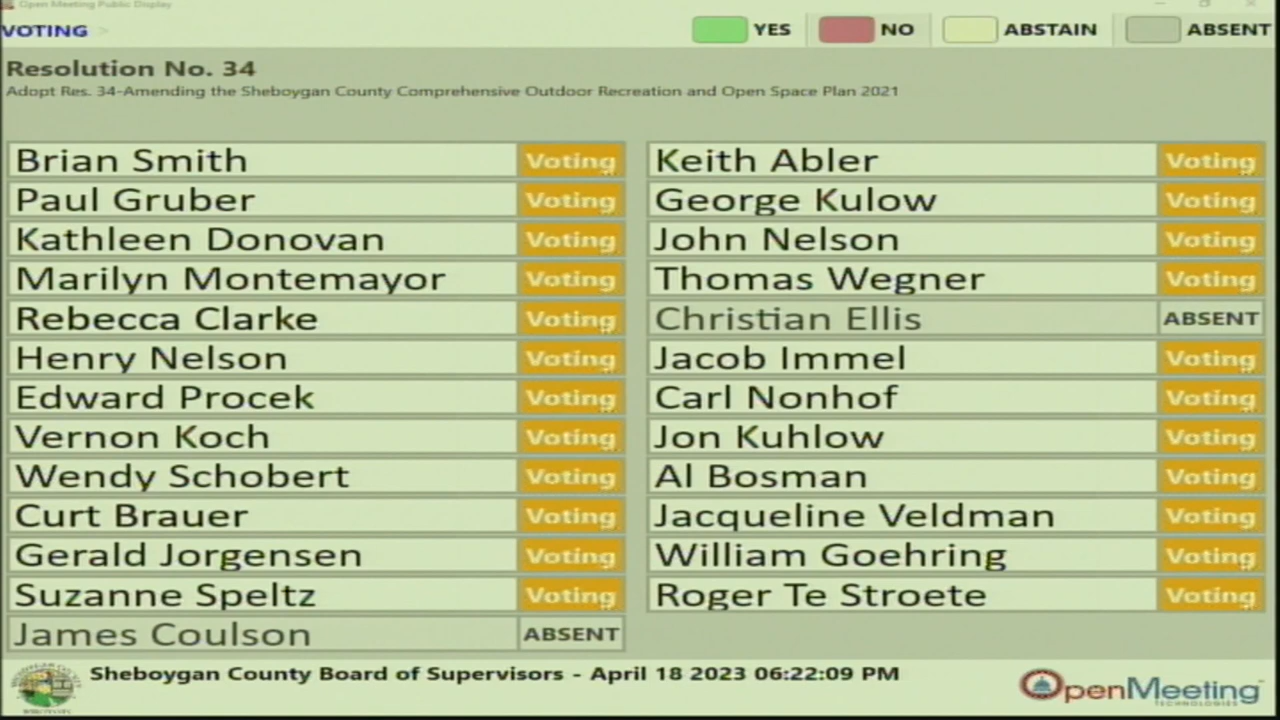 Open Meeting Public Display
VOTING >
YES
NO
ABSTAIN
ABSENT
Resolution No. 34
Adopt Res. 34-Amending the Sheboygan County Comprehensive Outdoor Recreation and Open Space Plan 2021
Brian Smith Voting
Paul Gruber Voting
Kathleen Donovan Voting
Marilyn Montemayor Voting
Rebecca Clarke Voting
Henry Nelson Voting
Edward Procek Voting
Vernon Koch Voting
Wendy Schobert Voting
Curt Brauer Voting
Gerald Jorgensen Voting
Suzanne Speltz Voting
James Coulson ABSENT
Keith Abler Voting
George Kulow Voting
John Nelson Voting
Thomas Wegner Voting
Christian Ellis ABSENT
Jacob Immel Voting
Carl Nonhof Voting
Jon Kuhlow Voting
Al Bosman Voting
Jacqueline Veldman Voting
William Goehring Voting
Roger Te Stroete Voting
Sheboygan County Board of Supervisors - April 18 2023 06:22:09 PM
OpenMeeting
TECHNOLOGIES